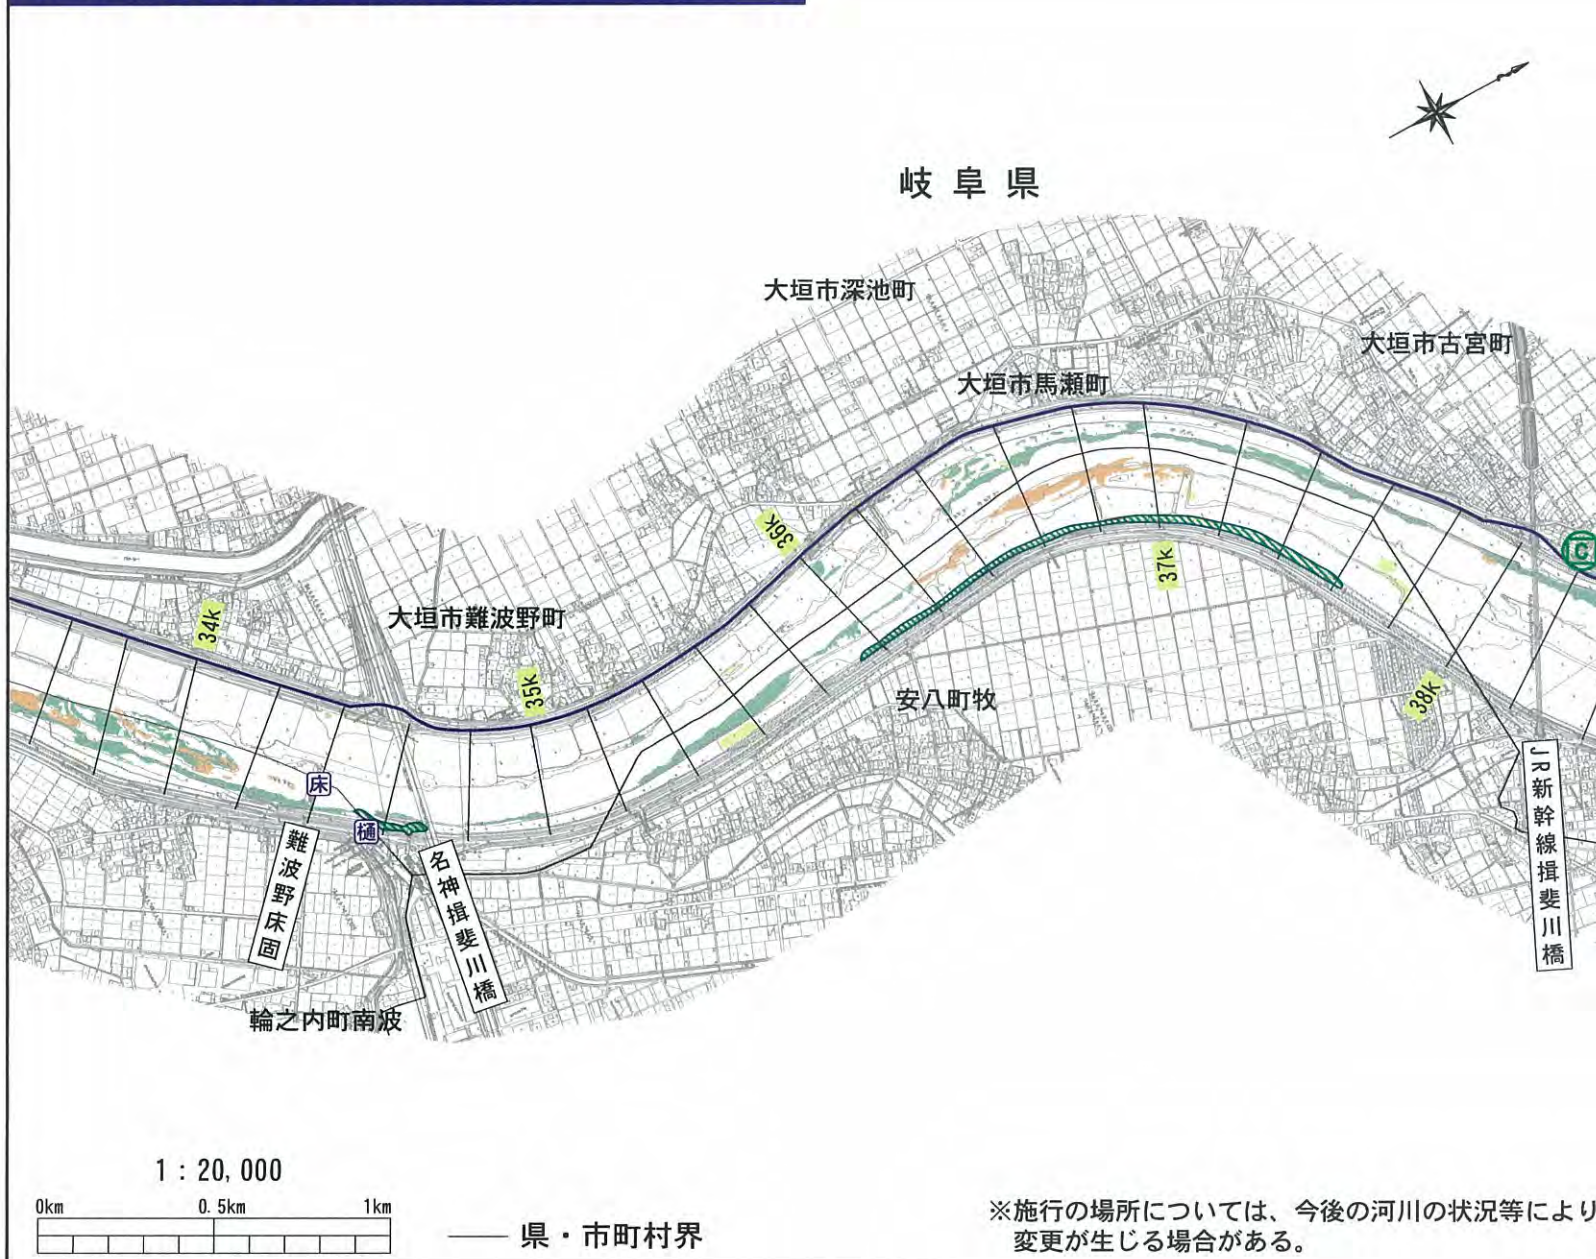 岐阜県
大垣市深池町
大垣市古宮町
大垣市馬瀬町
36k
37k
C
34k
大垣市難波野町
35k
安八町牧
38k
床
樋
難波野床固
名神揖斐川橋
JR新幹線揖斐川橋
輪之内町南波
1：20,000
0km 0.5km 1km
県・市町村界
※施行の場所については、今後の河川の状況等により
変更が生じる場合がある。